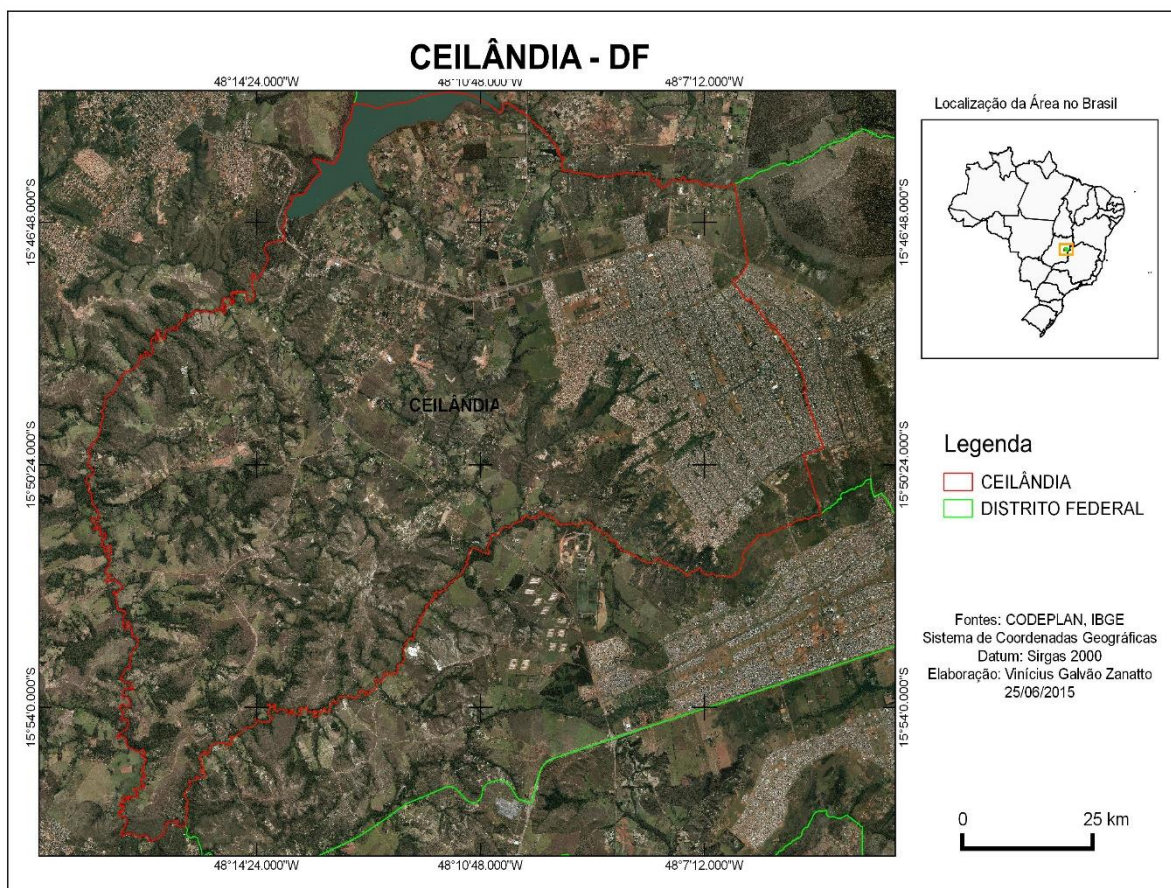 CEILÂNDIA - DF
48°14'24.000"W 48°10'48.000"W 48°7'12.000"W
15°46'48.000"S
15°50'24.000"S
15°54'0.000"S
CEILÂNDIA
15°46'48.000"S
15°50'24.000"S
15°54'0.000"S
48°14'24.000"W 48°10'48.000"W 48°7'12.000"W
Localização da Área no Brasil
Legenda
CEILÂNDIA
DISTRITO FEDERAL
Fontes: CODEPLAN, IBGE
Sistema de Coordenadas Geográficas
Datum: Sirgas 2000
Elaboração: Vinícius Galvão Zanatto
25/06/2015
0 25 km